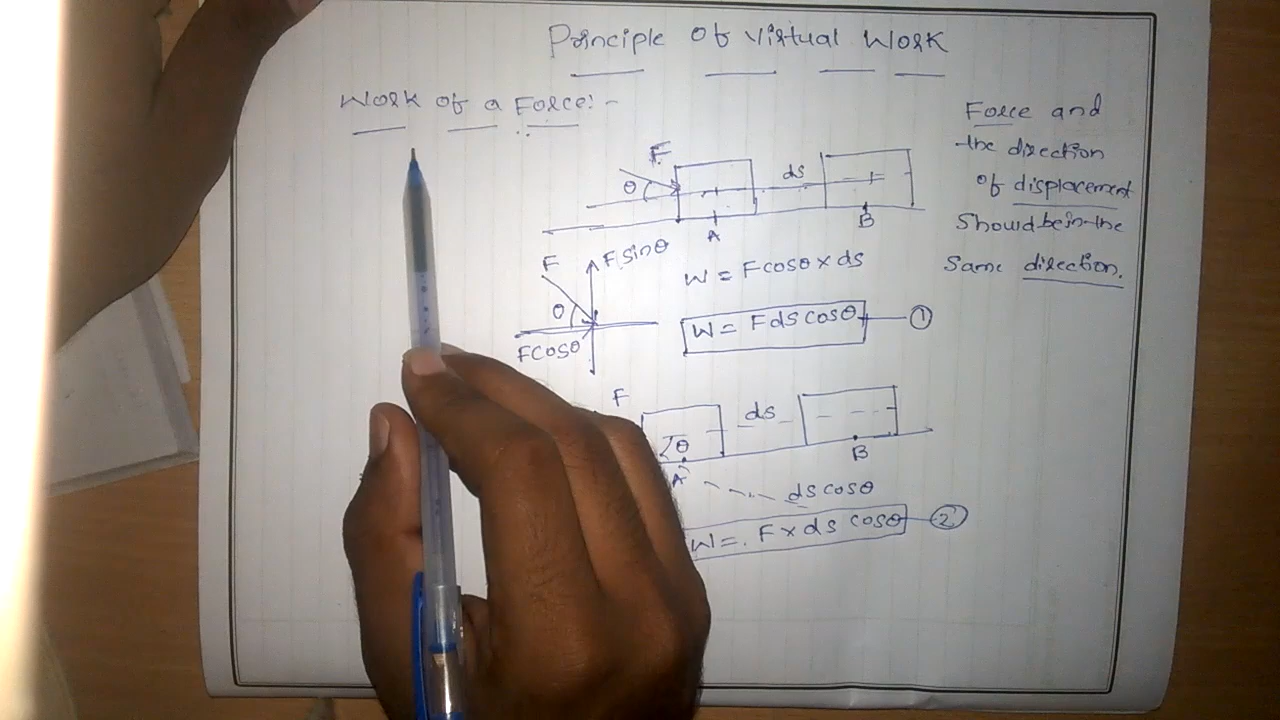 Principle of Virtual Work
Work of a Force:-
Force and
the direction
of displacement
Should be in the
Same direction.
F
θ
ds
A
B
F
F sinθ
θ
F cosθ
W = F cosθ × ds
W = F ds cosθ ①
F
ds
θ
A
B
ds cosθ
W = . F × ds cosθ ②